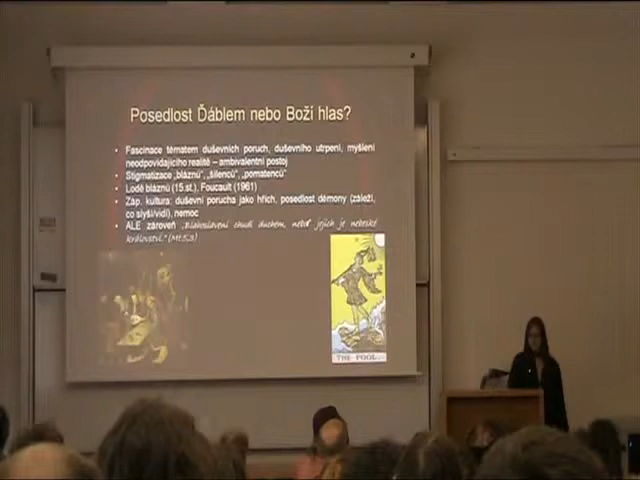 Posedlost Ďáblem nebo Boží hlas?
Fascinace tématem duševních poruch, duševního utrpení, myšlení
neodpovídajícího realitě – ambivalentní postoj
Stigmatizace „bláznů“, „šílenců“, „pomatenců“
Lodě bláznů (15.st.), Foucault (1961)
Záp. kultura: duševní porucha jako hřích, posedlost démony (záleží,
co slyší/vidí), nemoc
ALE zároveň „Blahoslavení chudí duchem, neboť jejich je nebeské
království.“ (Mt 5,3)
THE FOOL.